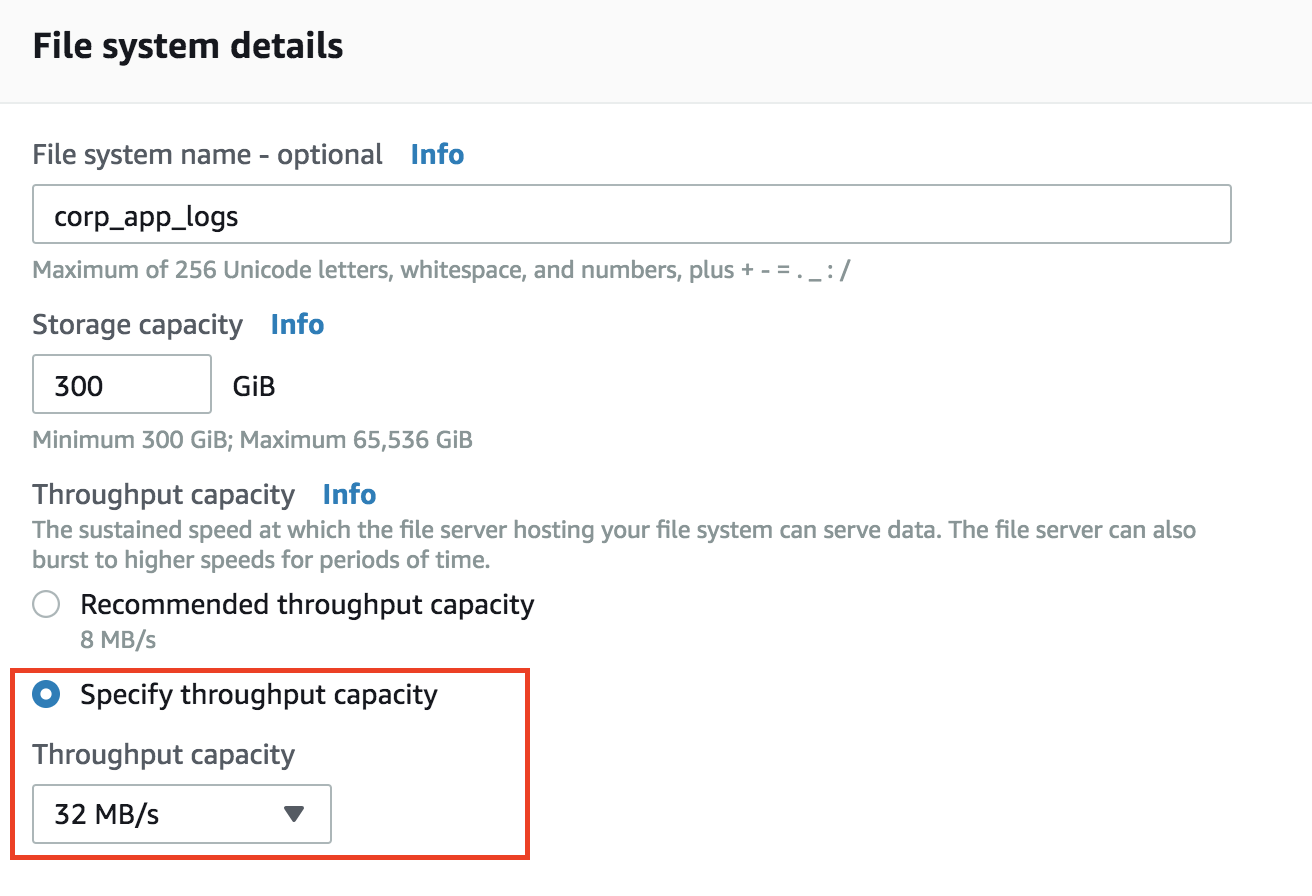 File system details
File system name - optional Info
corp_app_logs
Maximum of 256 Unicode letters, whitespace, and numbers, plus + - = . _ : /
Storage capacity Info
300 GiB
Minimum 300 GiB; Maximum 65,536 GiB
Throughput capacity Info
The sustained speed at which the file server hosting your file system can serve data. The file server can also
burst to higher speeds for periods of time.
Recommended throughput capacity
8 MB/s
Specify throughput capacity
Throughput capacity
32 MB/s